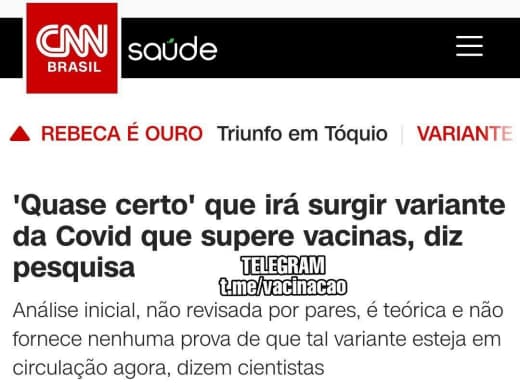 CNN
BRASIL
saúde
REBECA É OURO Triunfo em Tóquio VARIANTE
'Quase certo' que irá surgir variante
da Covid que supere vacinas, diz
pesquisa
TELEGRAM
t.me/vacinacao
Análise inicial, não revisada por pares, é teórica e não
fornece nenhuma prova de que tal variante esteja em
circulação agora, dizem cientistas